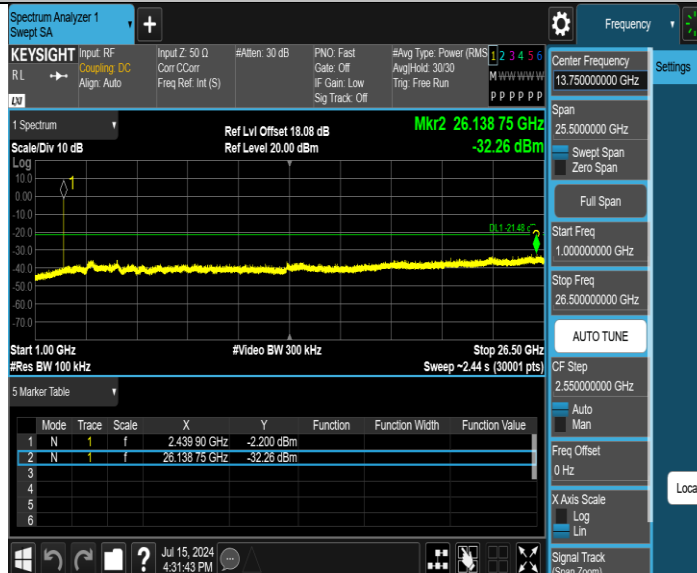 Spectrum Analyzer 1
Swept SA
+
Frequency
KEYSIGHT
RL
LXI
Input: RF
Coupling: DC
Align: Auto
Input Z: 50 Ω
Corr CCorr
Freq Ref: Int (S)
#Atten: 30 dB
PNO: Fast
Gate: Off
IF Gain: Low
Sig Track: Off
#Avg Type: Power (RMS
Avg|Hold: 30/30
Trig: Free Run
1 2 3 4 5 6
M W W W W W
P P P P P P
1 Spectrum
Scale/Div 10 dB
Ref Lvl Offset 18.08 dB
Ref Level 20.00 dBm
Mkr2 26.138 75 GHz
-32.26 dBm
Log
10.0
0.00
-10.0
-20.0
-30.0
-40.0
-50.0
-60.0
-70.0
1
DL1 -21.48
2
Start 1.00 GHz
#Res BW 100 kHz
#Video BW 300 kHz
Stop 26.50 GHz
Sweep ~2.44 s (30001 pts)
5 Marker Table
Mode Trace Scale X Y Function Function Width Function Value
1 N 1 f 2.439 90 GHz -2.200 dBm
2 N 1 f 26.138 75 GHz -32.26 dBm
3
4
5
6
?
Jul 15, 2024
4:31:43 PM
Center Frequency
13.750000000 GHz
Settings
Span
25.5000000 GHz
Swept Span
Zero Span
Full Span
Start Freq
1.000000000 GHz
Stop Freq
26.500000000 GHz
AUTO TUNE
CF Step
2.550000000 GHz
Auto
Man
Freq Offset
0 Hz
X Axis Scale
Log
Lin
Signal Track
(Span Zoom)
Loca